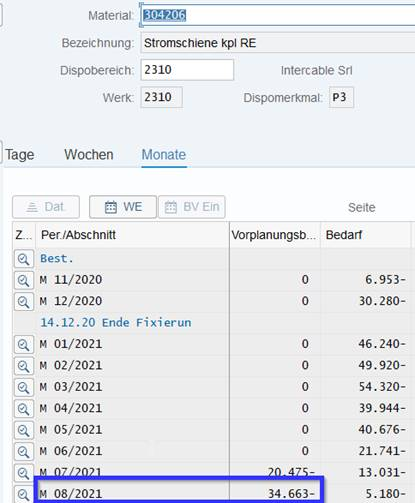 Material: 304206
Bezeichnung: Stromschiene kpl RE
Dispobereich: 2310 Intercable Srl
Werk: 2310 Dispomerkmal: P3
Tage Wochen Monate
Dat. WE BV Ein Seite
Z... Per./Abschnitt Vorplanungsb... Bedarf
Best.
M 11/2020 0 6.953-
M 12/2020 0 30.280-
14.12.20 Ende Fixierun
M 01/2021 0 46.240-
M 02/2021 0 49.920-
M 03/2021 0 54.320-
M 04/2021 0 39.944-
M 05/2021 0 40.676-
M 06/2021 0 21.741-
M 07/2021 20.475- 13.031-
M 08/2021 34.663- 5.180-